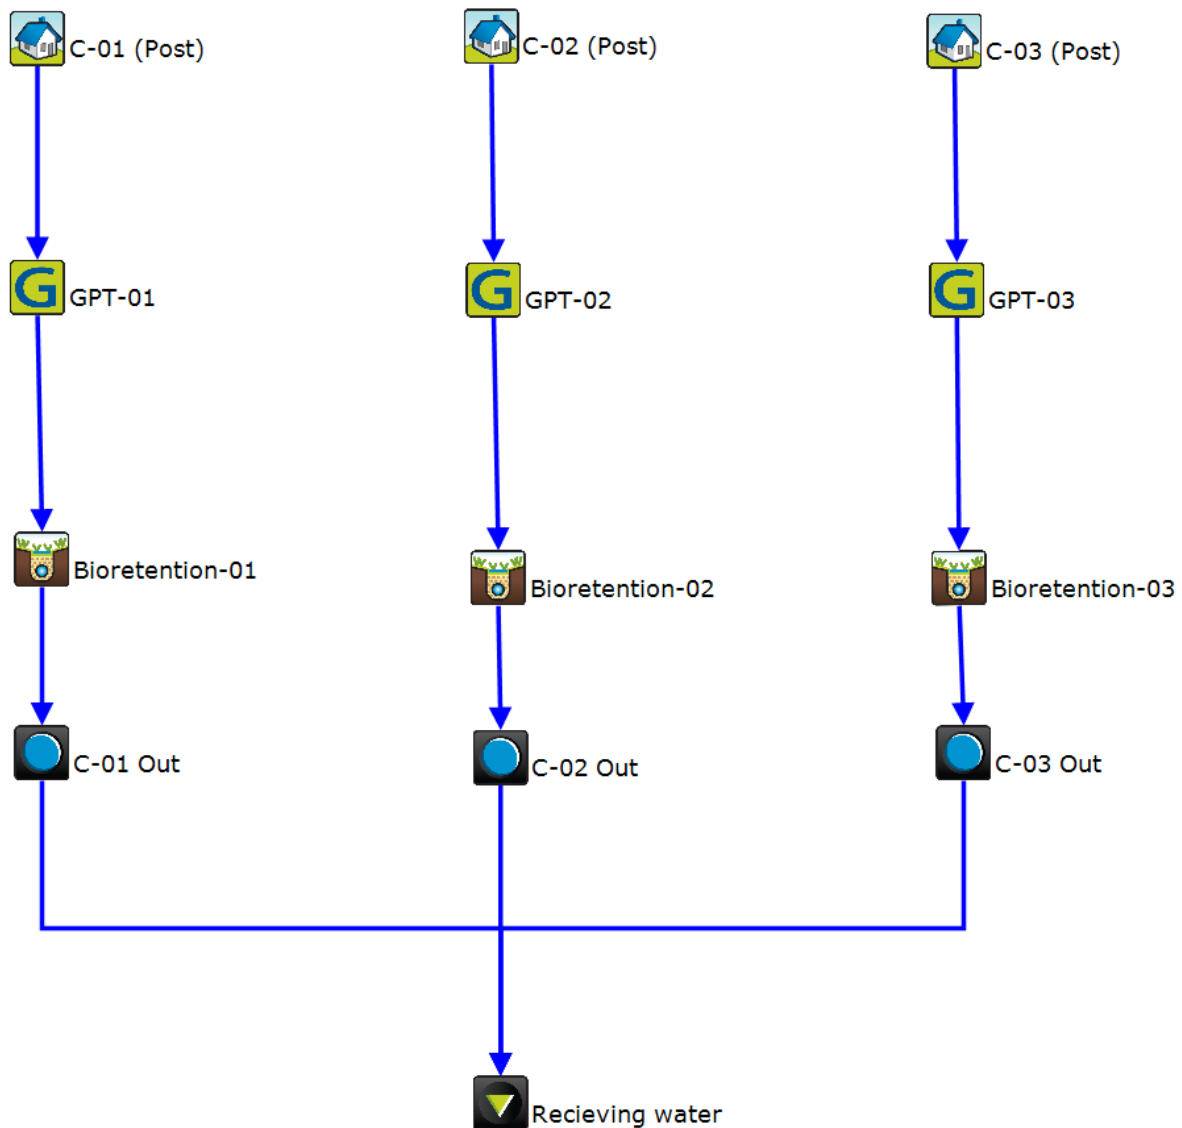 C-01 (Post)
C-02 (Post)
C-03 (Post)
G GPT-01
G GPT-02
G GPT-03
Bioretention-01
Bioretention-02
Bioretention-03
C-01 Out
C-02 Out
C-03 Out
Recieving water